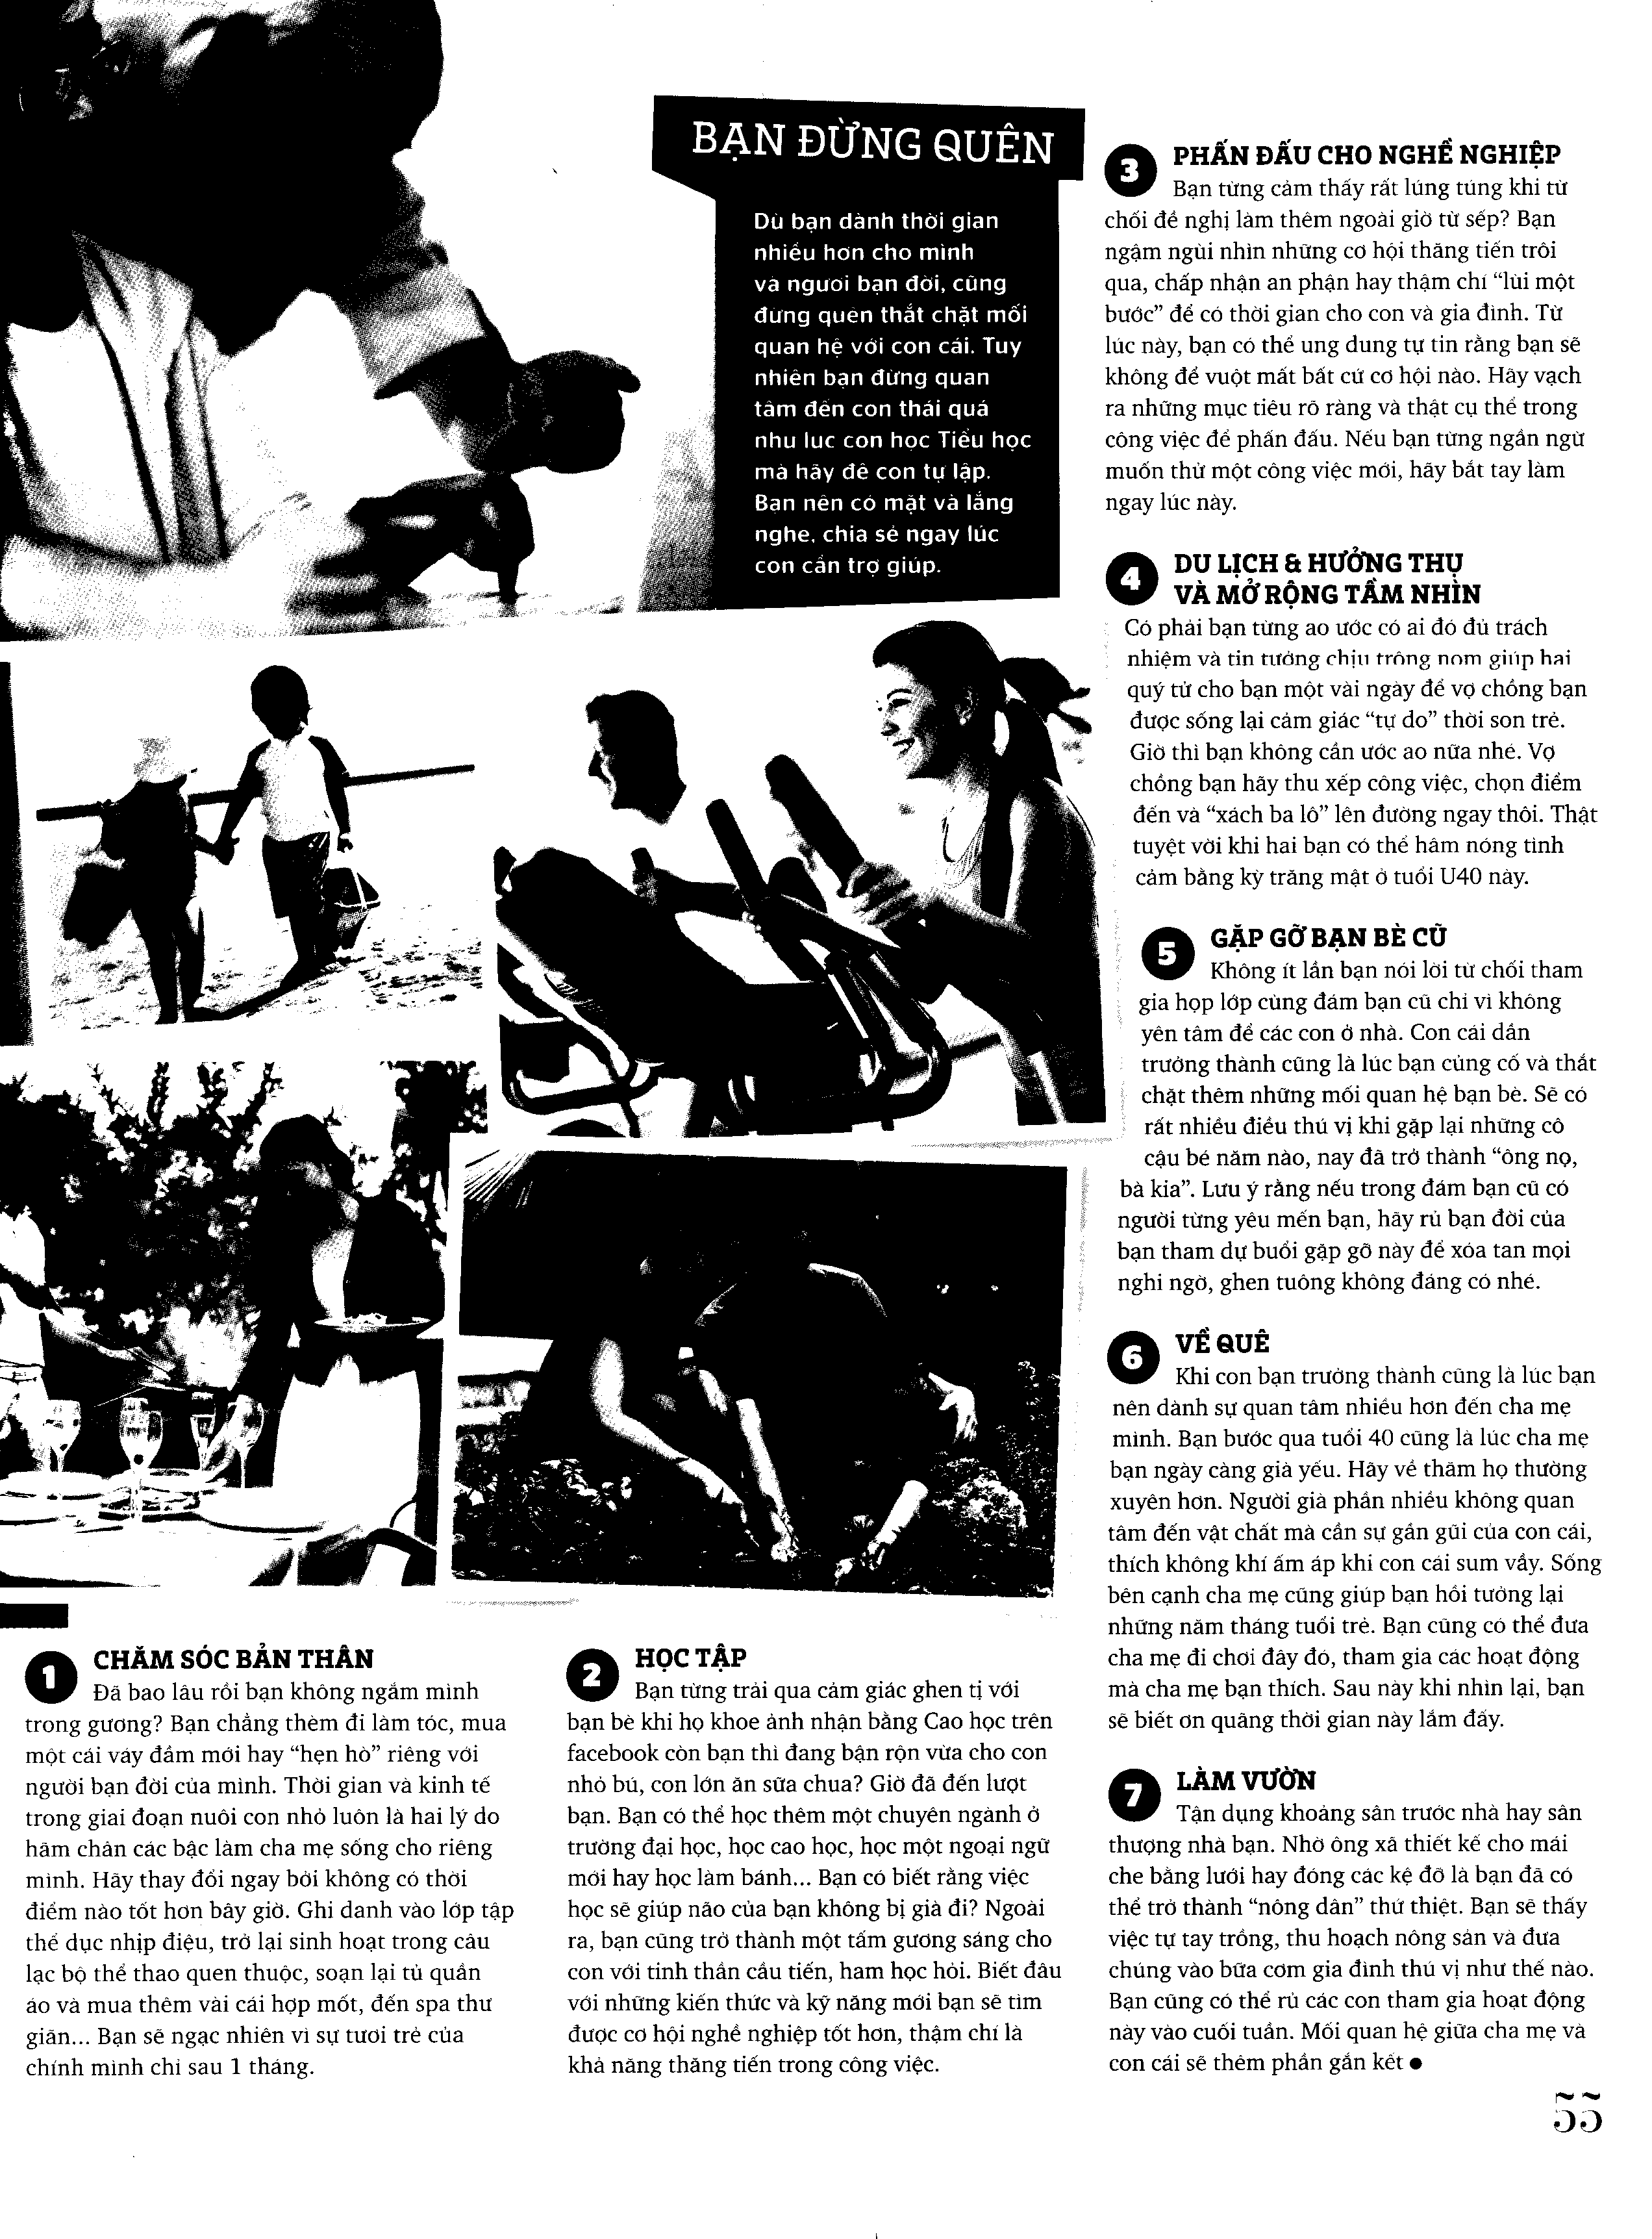 BẠN ĐỪNG QUÊN
Dù bạn dành thời gian
nhiều hơn cho mình
và người bạn đời, cũng
đừng quên thắt chặt mối
quan hệ với con cái. Tuy
nhiên bạn đừng quan
tâm đến con thái quá
như lúc con học Tiểu học
mà hãy để con tự lập.
Bạn nên có mặt và lắng
nghe, chia sẻ ngay lúc
con cần trợ giúp.
1 CHĂM SÓC BẢN THÂN
Đã bao lâu rồi bạn không ngắm mình
trong gương? Bạn chẳng thèm đi làm tóc, mua
một cái váy đầm mới hay “hẹn hò” riêng với
người bạn đời của mình. Thời gian và kinh tế
trong giai đoạn nuôi con nhỏ luôn là hai lý do
hãm chân các bậc làm cha mẹ sống cho riêng
mình. Hãy thay đổi ngay bởi không có thời
điểm nào tốt hơn bây giờ. Ghi danh vào lớp tập
thể dục nhịp điệu, trở lại sinh hoạt trong câu
lạc bộ thể thao quen thuộc, soạn lại tủ quần
áo và mua thêm vài cái hợp mốt, đến spa thư
giãn... Bạn sẽ ngạc nhiên vì sự tươi trẻ của
chính mình chỉ sau 1 tháng.
2 HỌC TẬP
Bạn từng trải qua cảm giác ghen tị với
bạn bè khi họ khoe ảnh nhận bằng Cao học trên
facebook còn bạn thì đang bận rộn vừa cho con
nhỏ bú, con lớn ăn sữa chua? Giờ đã đến lượt
bạn. Bạn có thể học thêm một chuyên ngành ở
trường đại học, học cao học, học một ngoại ngữ
mới hay học làm bánh... Bạn có biết rằng việc
học sẽ giúp não của bạn không bị già đi? Ngoài
ra, bạn cũng trở thành một tấm gương sáng cho
con với tinh thần cầu tiến, ham học hỏi. Biết đâu
với những kiến thức và kỹ năng mới bạn sẽ tìm
được cơ hội nghề nghiệp tốt hơn, thậm chí là
khả năng thăng tiến trong công việc.
3 PHẤN ĐẤU CHO NGHỀ NGHIỆP
Bạn từng cảm thấy rất lúng túng khi từ
chối đề nghị làm thêm ngoài giờ từ sếp? Bạn
ngậm ngùi nhìn những cơ hội thăng tiến trôi
qua, chấp nhận an phận hay thậm chí “lùi một
bước” để có thời gian cho con và gia đình. Từ
lúc này, bạn có thể ung dung tự tin rằng bạn sẽ
không để vuột mất bất cứ cơ hội nào. Hãy vạch
ra những mục tiêu rõ ràng và thật cụ thể trong
công việc để phấn đấu. Nếu bạn từng ngần ngừ
muốn thử một công việc mới, hãy bắt tay làm
ngay lúc này.
4 DU LỊCH & HƯỞNG THỤ
VÀ MỞ RỘNG TẦM NHÌN
Có phải bạn từng ao ước có ai đó đủ trách
nhiệm và tin tưởng chịu trông nom giúp hai
quý tử cho bạn một vài ngày để vợ chồng bạn
được sống lại cảm giác “tự do” thời son trẻ.
Giờ thì bạn không cần ước ao nữa nhé. Vợ
chồng bạn hãy thu xếp công việc, chọn điểm
đến và “xách ba lô” lên đường ngay thôi. Thật
tuyệt vời khi hai bạn có thể hâm nóng tình
cảm bằng kỳ trăng mật ở tuổi U40 này.
5 GẶP GỠ BẠN BÈ CŨ
Không ít lần bạn nói lời từ chối tham
gia họp lớp cùng đám bạn cũ chỉ vì không
yên tâm để các con ở nhà. Con cái dần
trưởng thành cũng là lúc bạn củng cố và thắt
chặt thêm những mối quan hệ bạn bè. Sẽ có
rất nhiều điều thú vị khi gặp lại những cô
cậu bé năm nào, nay đã trở thành “ông nọ,
bà kia”. Lưu ý rằng nếu trong đám bạn cũ có
người từng yêu mến bạn, hãy rủ bạn đời của
bạn tham dự buổi gặp gỡ này để xóa tan mọi
nghi ngờ, ghen tuông không đáng có nhé.
6 VỀ QUÊ
Khi con bạn trưởng thành cũng là lúc bạn
nên dành sự quan tâm nhiều hơn đến cha mẹ
mình. Bạn bước qua tuổi 40 cũng là lúc cha mẹ
bạn ngày càng già yếu. Hãy về thăm họ thường
xuyên hơn. Người già phần nhiều không quan
tâm đến vật chất mà cần sự gần gũi của con cái,
thích không khí ấm áp khi con cái sum vầy. Sống
bên cạnh cha mẹ cũng giúp bạn hồi tưởng lại
những năm tháng tuổi trẻ. Bạn cũng có thể đưa
cha mẹ đi chơi đây đó, tham gia các hoạt động
mà cha mẹ bạn thích. Sau này khi nhìn lại, bạn
sẽ biết ơn quãng thời gian này lắm đấy.
7 LÀM VƯỜN
Tận dụng khoảng sân trước nhà hay sân
thượng nhà bạn. Nhờ ông xã thiết kế cho mái
che bằng lưới hay đóng các kệ đỡ là bạn đã có
thể trở thành “nông dân” thứ thiệt. Bạn sẽ thấy
việc tự tay trồng, thu hoạch nông sản và đưa
chúng vào bữa cơm gia đình thú vị như thế nào.
Bạn cũng có thể rủ các con tham gia hoạt động
này vào cuối tuần. Mối quan hệ giữa cha mẹ và
con cái sẽ thêm phần gắn kết ●
55